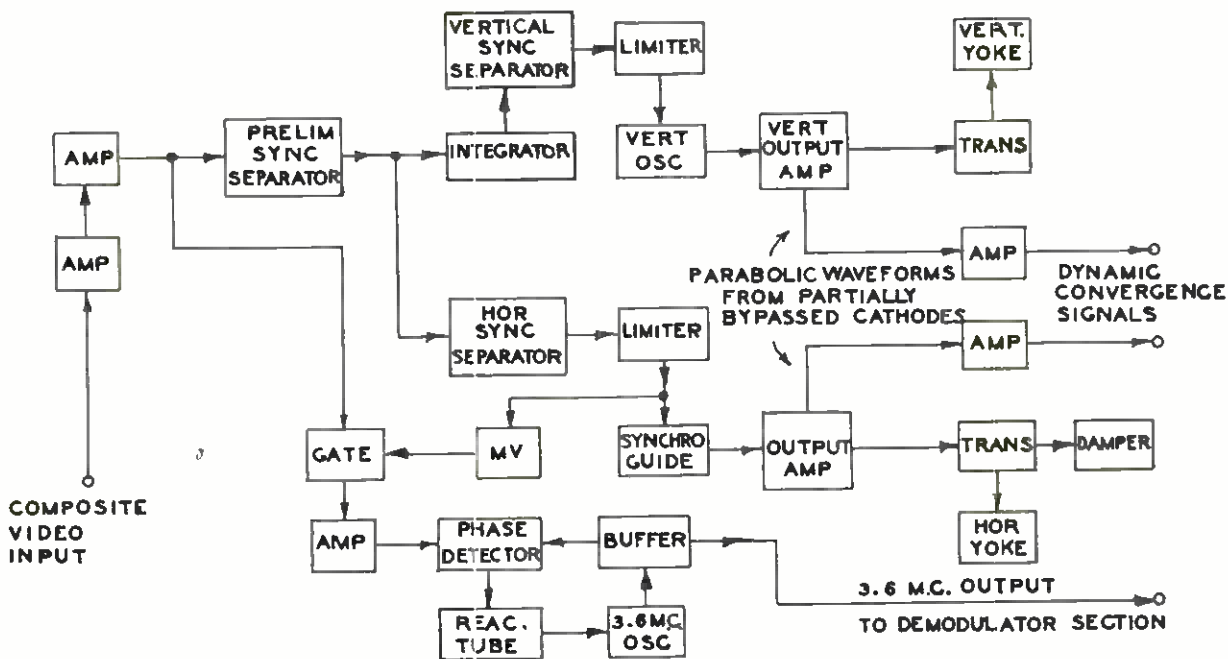 VERTICAL
SYNC
SEPARATOR
LIMITER
VERT.
YOKE
AMP
PRELIM
SYNC
SEPARATOR
INTEGRATOR
VERT
OSC
VERT
OUTPUT
AMP
TRANS
AMP
AMP
DYNAMIC
CONVERGENCE
SIGNALS
PARABOLIC WAVEFORMS
FROM PARTIALLY
BYPASSED CATHODES
HOR
SYNC
SEPARATOR
LIMITER
AMP
GATE
MV
SYNCHRO
GUIDE
OUTPUT
AMP
TRANS
DAMPER
COMPOSITE
VIDEO
INPUT
AMP
PHASE
DETECTOR
BUFFER
HOR
YOKE
REAC.
TUBE
3.6 MC.
OSC
3.6 M.C. OUTPUT
TO DEMODULATOR SECTION